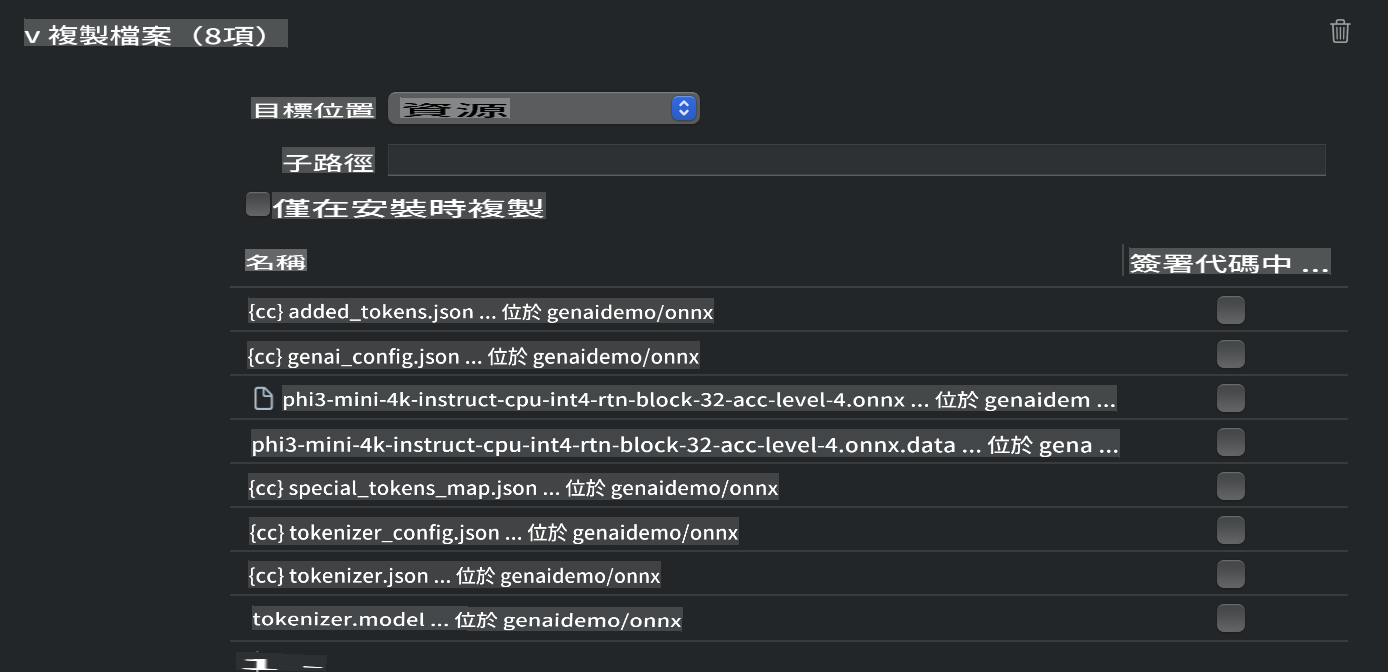 v 複製檔案 (8項)
目標位置 資源
子路徑
僅在安裝時複製
名稱 簽署代碼中 ...
{cc} added_tokens.json ... 位於 genaidemo/onnx
{cc} genai_config.json ... 位於 genaidemo/onnx
phi3-mini-4k-instruct-cpu-int4-rtn-block-32-acc-level-4.onnx ... 位於 genaidem ...
phi3-mini-4k-instruct-cpu-int4-rtn-block-32-acc-level-4.onnx.data ... 位於 gena ...
{cc} special_tokens_map.json ... 位於 genaidemo/onnx
{cc} tokenizer_config.json ... 位於 genaidemo/onnx
{cc} tokenizer.json ... 位於 genaidemo/onnx
tokenizer.model ... 位於 genaidemo/onnx